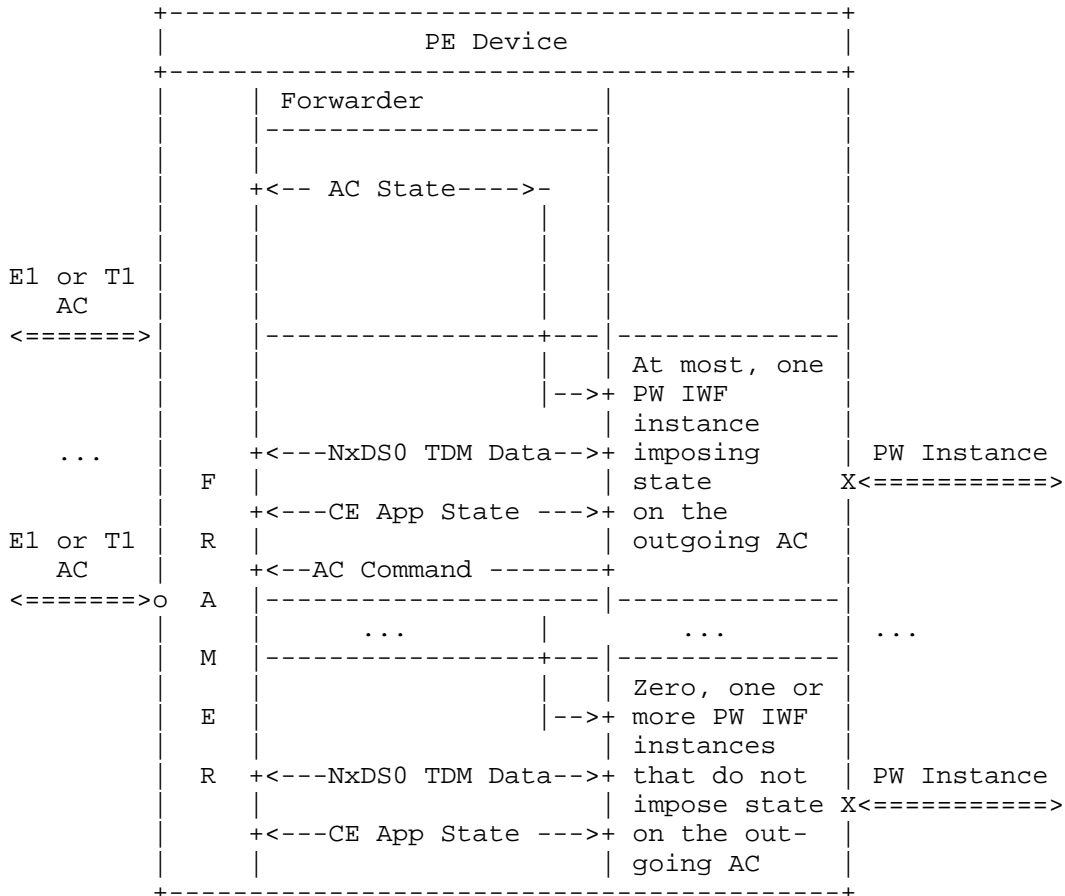 +------------------------------------------+
|                PE Device                 |
+------------------------------------------+
|     | Forwarder           |              |
|     |---------------------|              |
|     |                     |              |
|     +<-- AC State---->-   |              |
|     |                 |   |              |
|     |                 |   |              |
|     |                 |   |              |
E1 or T1 |     |                 |   |              |
AC    |     |                 |   |              |
<=======>|     |-----------------+---|--------------|
|     |                 |   | At most, one |
|     |                 |-->+ PW IWF       |
|     |                     | instance     |
...   |     +<---NxDS0 TDM Data-->+ imposing     | PW Instance
|  F  |                     | state        X<===========>
|     +<---CE App State --->+ on the       |
E1 or T1 |  R  |                     | outgoing AC  |
AC    |     +<--AC Command -------+              |
<=======>o  A  |---------------------|--------------|
|     |      ...        |       ...      | ...
|  M  |-----------------+---|--------------|
|     |                 |   | Zero, one or |
|  E  |                 |-->+ more PW IWF  |
|     |                     | instances    |
|  R  +<---NxDS0 TDM Data-->+ that do not  | PW Instance
|     |                     | impose state X<===========>
|     +<---CE App State --->+ on the out-  |
|     |                     | going AC     |
+------------------------------------------+